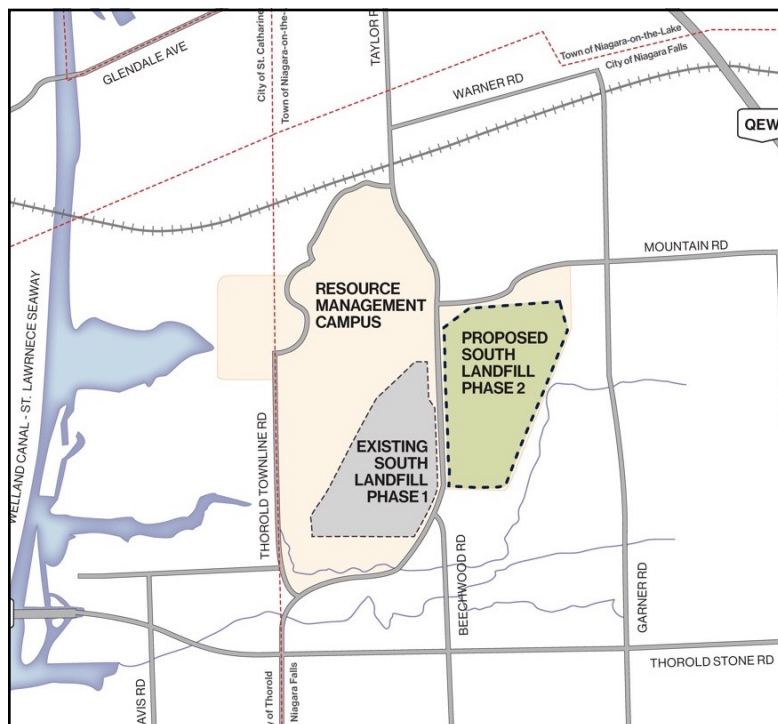 GLENDALE AVE
City of St. Catharine
Town of Niagara-on-the-
TAYLOR R
Town of Niagara-on-the-Lake
City of Niagara Falls
WARNER RD
QEW
MOUNTAIN RD
RESOURCE
MANAGEMENT
CAMPUS
PROPOSED
SOUTH
LANDFILL
PHASE 2
WELLAND CANAL - ST. LAWRNECE SEAWAY
THOROLD TOWNLINE RD
EXISTING
SOUTH
LANDFILL
PHASE 1
BEECHWOOD RD
GARNER RD
THOROLD STONE RD
AVIS RD
y of Thorold
Niagara Falls